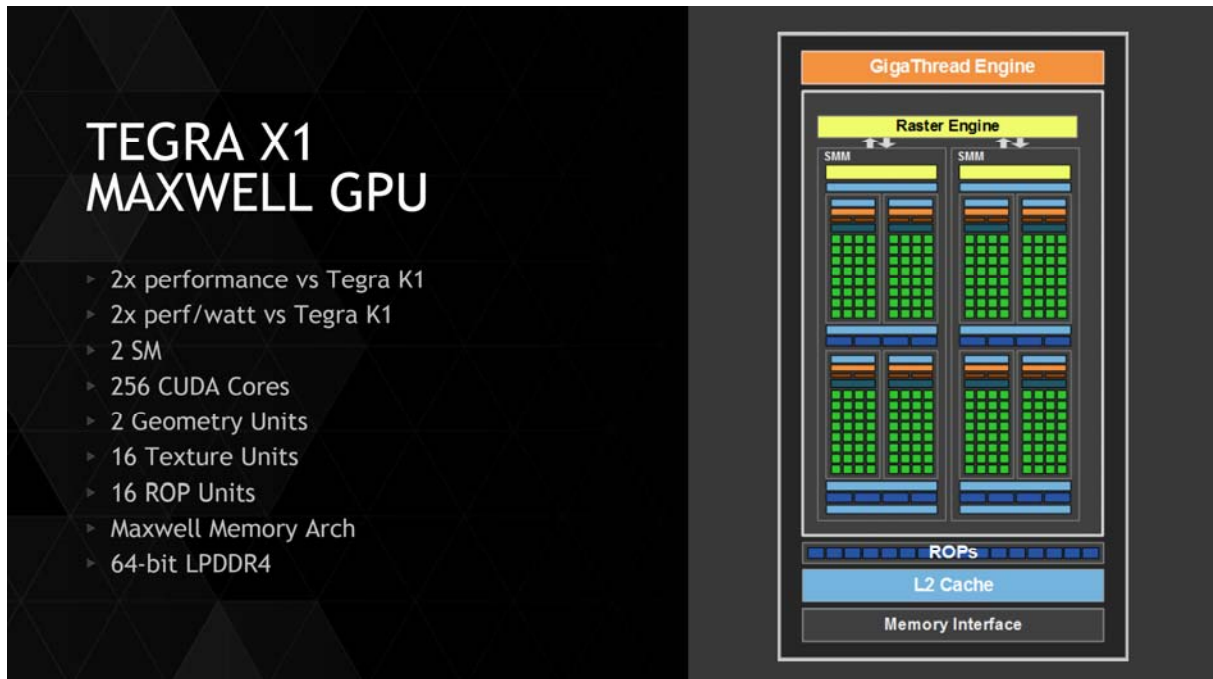 TEGRA X1
MAXWELL GPU
2x performance vs Tegra K1
2x perf/watt vs Tegra K1
2 SM
256 CUDA Cores
2 Geometry Units
16 Texture Units
16 ROP Units
Maxwell Memory Arch
64-bit LPDDR4
GigaThread Engine
Raster Engine
SMM
SMM
ROPs
L2 Cache
Memory Interface